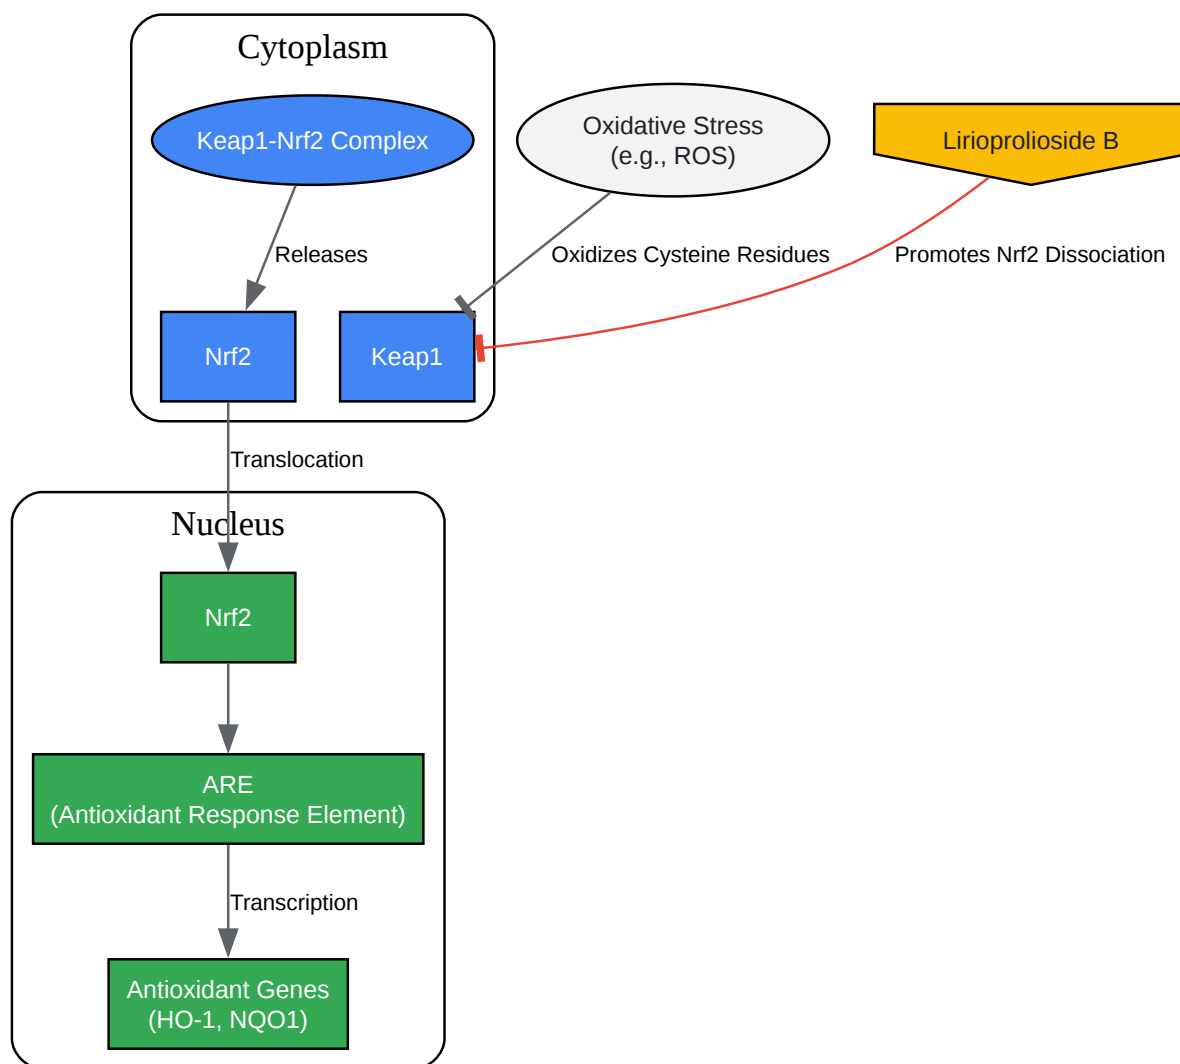 Cytoplasm
Keap1-Nrf2 Complex
Oxidative Stress
(e.g., ROS)
Lirioprolioside B
Releases
Oxidizes Cysteine Residues
Promotes Nrf2 Dissociation
Nrf2
Keap1
Translocation
Nucleus
Nrf2
ARE
(Antioxidant Response Element)
Transcription
Antioxidant Genes
(HO-1, NQO1)